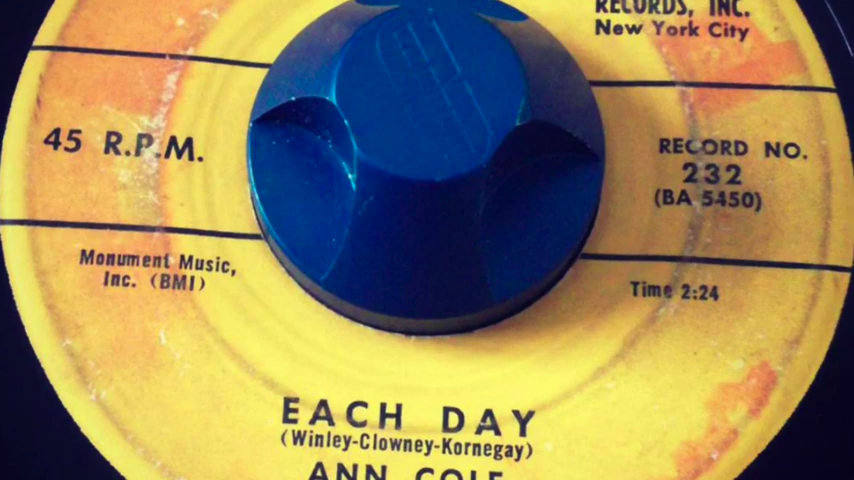 RECORDS, INC.
New York City
45 R.P.M.
RECORD NO.
232
(BA 5450)
Monument Music,
Inc. (BMI)
Time 2:24
EACH DAY
(Winley-Clowney-Kornegay)
ANN COLE